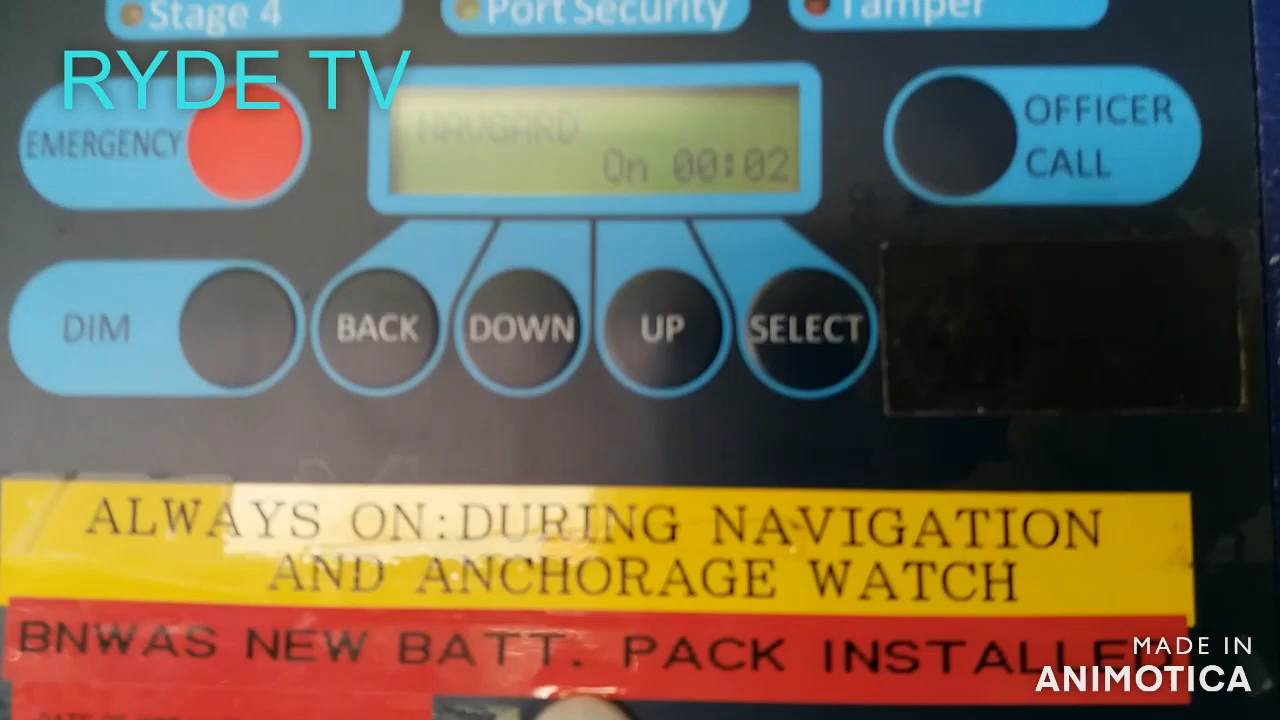 Stage 4
Port Security
Tamper
RYDE TV
EMERGENCY
NAVGARD
On 00:02
OFFICER
CALL
DIM
BACK
DOWN
UP
SELECT
ALWAYS ON:DURING NAVIGATION
AND ANCHORAGE WATCH
BNWAS NEW BATT. PACK INSTALLED
MADE IN
ANIMOTICA